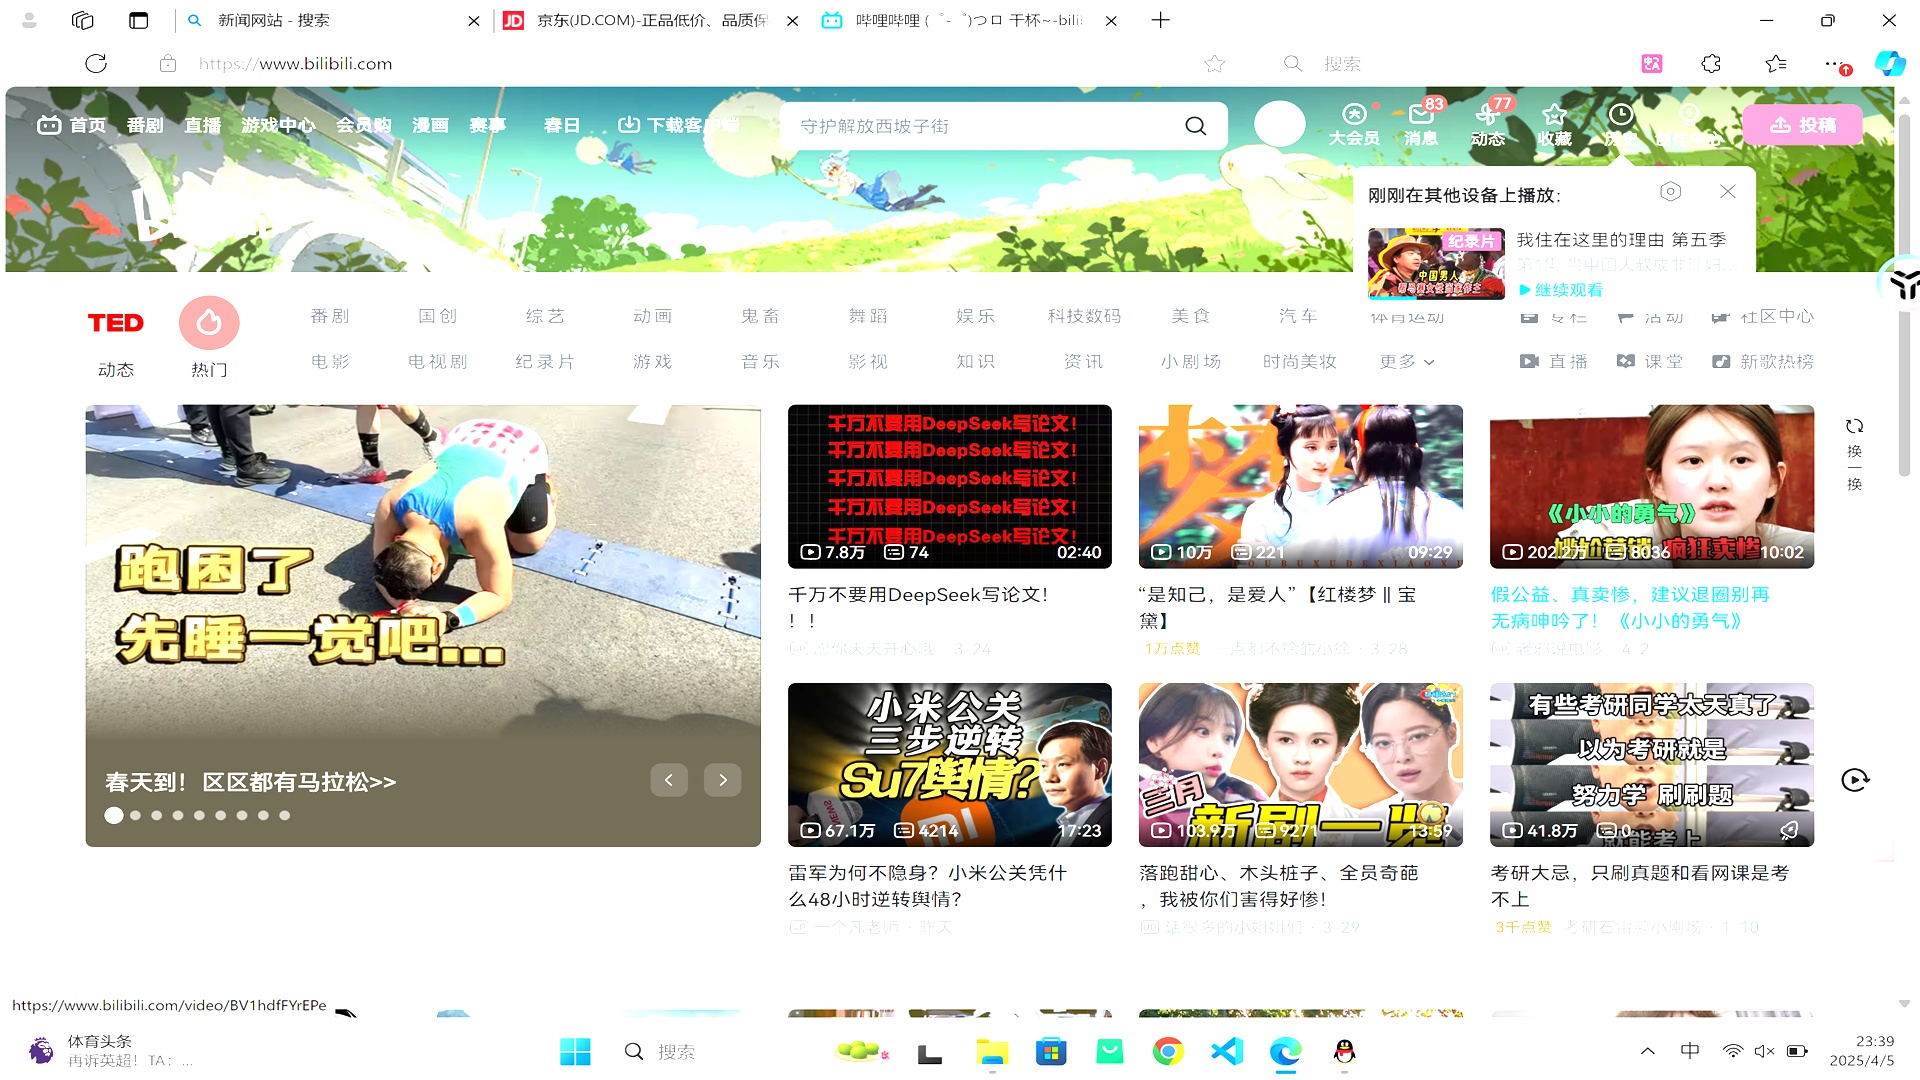 新闻网站 - 搜索
京东(JD.COM)-正品低价、品质保
哔哩哔哩 (゜-゜)つロ 干杯~-bili
https://www.bilibili.com
搜索
首页 番剧 直播 游戏中心 会员购 漫画 赛事 春日 下载客户端
守护解放西坡子街
大会员 消息 动态 收藏
83
77
投稿
刚刚在其他设备上播放：
纪录片
中国男人
我住在这里的理由 第五季
继续观看
TED
动态
热门
番剧 国创 综艺 动画 鬼畜 舞蹈 娱乐 科技数码 美食 汽车 体育运动 专栏 活动 社区中心
电影 电视剧 纪录片 游戏 音乐 影视 知识 资讯 小剧场 时尚美妆 更多 直播 课堂 新歌热榜
跑困了
先睡一觉吧...
春天到！区区都有马拉松>>
千万不要用DeepSeek写论文！
千万不要用DeepSeek写论文！
千万不要用DeepSeek写论文！
千万不要用DeepSeek写论文！
千万不要用DeepSeek写论文！
7.8万 74 02:40
千万不要用DeepSeek写论文！
！！
10万 221 09:29
“是知己，是爱人”【红楼梦 || 宝
黛】
1万点赞 一点都不徐的小徐 · 3-28
《小小的勇气》
202.2万 8036 10:02
假公益、真卖惨，建议退圈别再
无病呻吟了！《小小的勇气》
换一换
小米公关
三步逆转
Su7舆情?
67.1万 4214 17:23
雷军为何不隐身？小米公关凭什
么48小时逆转舆情？
一个凡老师 · 昨天
三月
新剧一览
103.9万 9271 13:59
落跑甜心、木头桩子、全员奇葩
，我被你们害得好惨！
话很多的小姐姐们 · 3-29
有些考研同学太天真了
以为考研就是
努力学 刷刷题
就能考上
41.8万 0
考研大忌，只刷真题和看网课是考
不上
3千点赞
https://www.bilibili.com/video/BV1hdfFYrEPe
体育头条
再诉英超！TA：...
搜索
中
23:39
2025/4/5